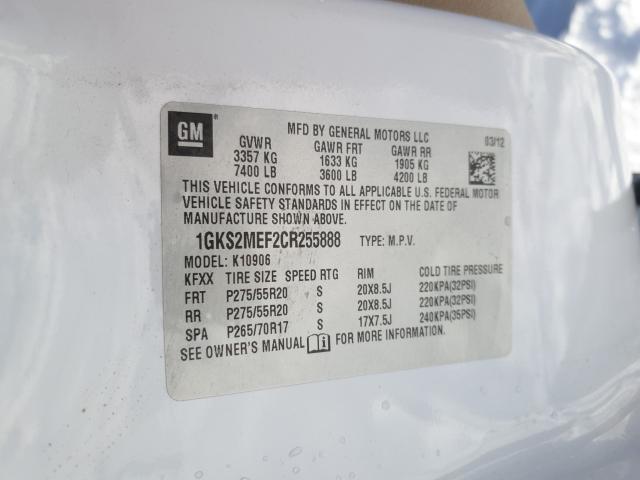 GM
MFD BY GENERAL MOTORS LLC
03/12
GVWR GAWR FRT GAWR RR
3357 KG 1633 KG 1905 KG
7400 LB 3600 LB 4200 LB
THIS VEHICLE CONFORMS TO ALL APPLICABLE U.S. FEDERAL MOTOR
VEHICLE SAFETY STANDARDS IN EFFECT ON THE DATE OF
MANUFACTURE SHOWN ABOVE.
1GKS2MEF2CR255888 TYPE: M.P.V.
MODEL: K10906
KFXX TIRE SIZE SPEED RTG RIM COLD TIRE PRESSURE
FRT P275/55R20 S 20X8.5J 220KPA(32PSI)
RR P275/55R20 S 20X8.5J 220KPA(32PSI)
SPA P265/70R17 S 17X7.5J 240KPA(35PSI)
SEE OWNER'S MANUAL FOR MORE INFORMATION.